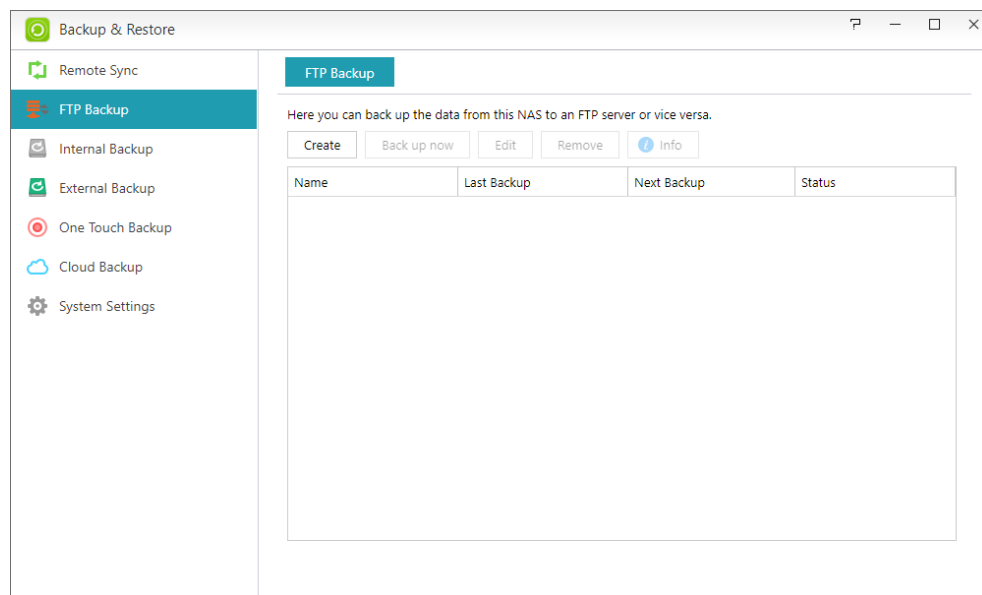 Backup & Restore
Remote Sync
FTP Backup
Internal Backup
External Backup
One Touch Backup
Cloud Backup
System Settings
FTP Backup
Here you can back up the data from this NAS to an FTP server or vice versa.
Create Back up now Edit Remove Info
Name Last Backup Next Backup Status